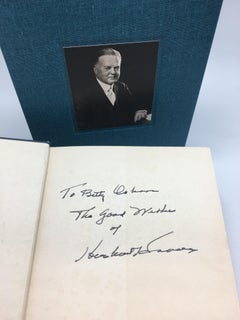 To Betty
The Good Wishes
of
Herbert Hoover